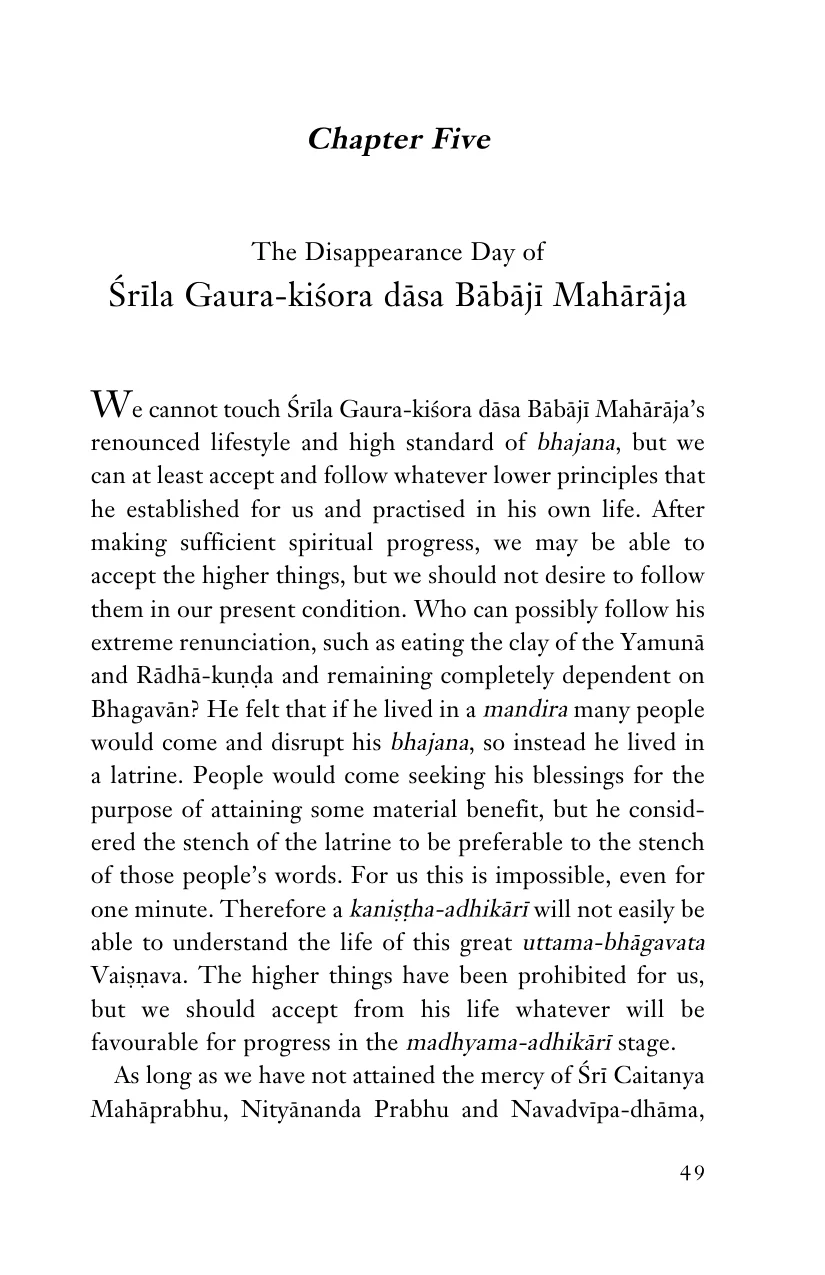 Chapter Five
The Disappearance Day of
Śrīla Gaura-kiśora dāsa Bābājī Mahārāja
We cannot touch Śrīla Gaura-kiśora dāsa Bābājī Mahārāja's
renounced lifestyle and high standard of bhajana, but we
can at least accept and follow whatever lower principles that
he established for us and practised in his own life. After
making sufficient spiritual progress, we may be able to
accept the higher things, but we should not desire to follow
them in our present condition. Who can possibly follow his
extreme renunciation, such as eating the clay of the Yamunā
and Rādhā-kuṇḍa and remaining completely dependent on
Bhagavān? He felt that if he lived in a mandira many people
would come and disrupt his bhajana, so instead he lived in
a latrine. People would come seeking his blessings for the
purpose of attaining some material benefit, but he consid-
ered the stench of the latrine to be preferable to the stench
of those people's words. For us this is impossible, even for
one minute. Therefore a kaniṣṭha-adhikārī will not easily be
able to understand the life of this great uttama-bhāgavata
Vaiṣṇava. The higher things have been prohibited for us,
but we should accept from his life whatever will be
favourable for progress in the madhyama-adhikārī stage.
As long as we have not attained the mercy of Śrī Caitanya
Mahāprabhu, Nityānanda Prabhu and Navadvīpa-dhāma,
49